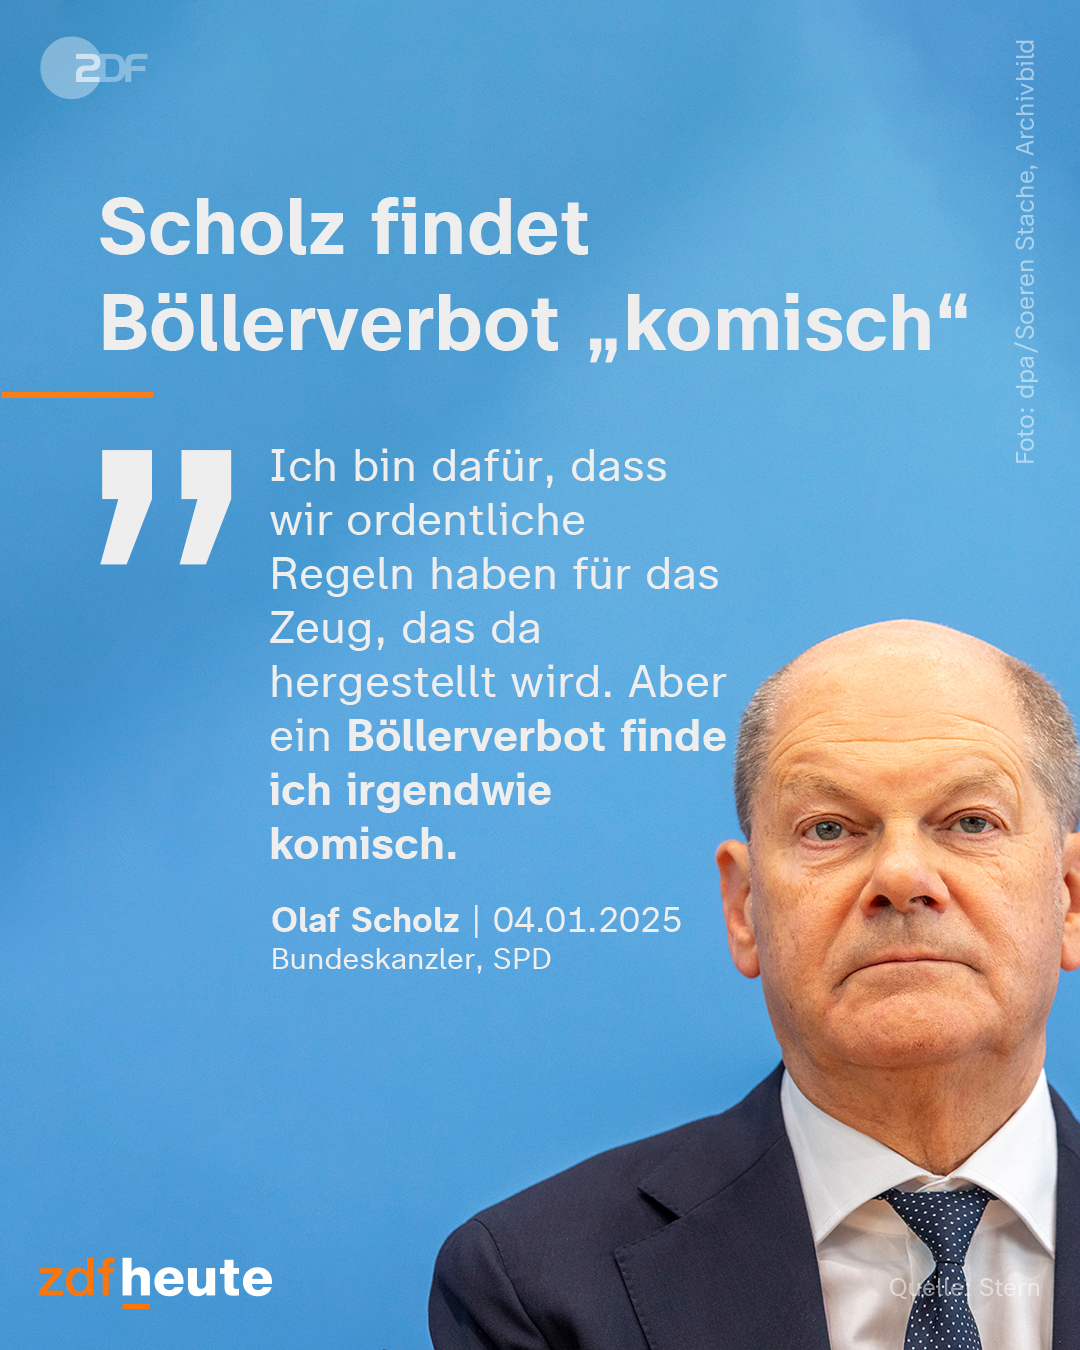 ZDF
Scholz findet
Böllerverbot „komisch“
Foto: dpa/Soeren Stache, Archivbild
Ich bin dafür, dass
wir ordentliche
Regeln haben für das
Zeug, das da
hergestellt wird. Aber
ein Böllerverbot finde
ich irgendwie
komisch.
Olaf Scholz | 04.01.2025
Bundeskanzler, SPD
zdfheute
Quelle: Stern